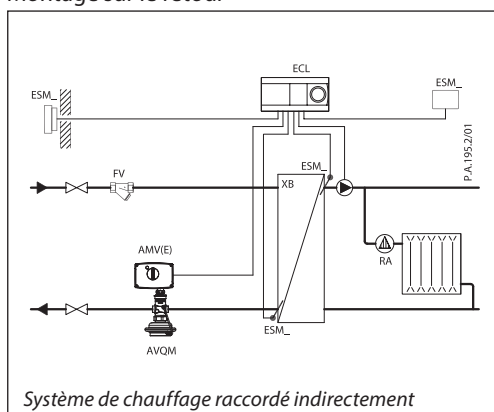 montage sur le retour
ECL
ESM_
ESM_
P.A.195.2/01
FV
ESM_
XB
AMV(E)
RA
ESM_
AVQM
Système de chauffage raccordé indirectement